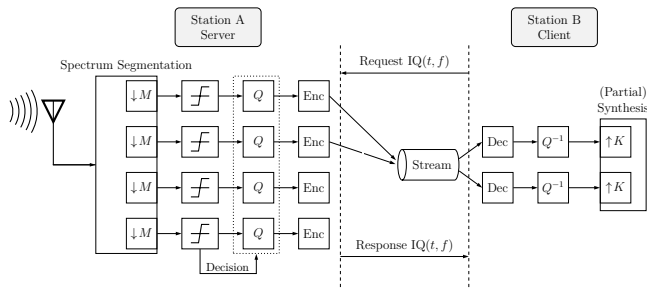 Station A
Server
Station B
Client
Spectrum Segmentation
Request IQ(t, f)
(Partial)
Synthesis
↓M Q Enc
↓M Q Enc
Dec Q⁻¹ ↑K
Stream
↓M Q Enc
Dec Q⁻¹ ↑K
↓M Q Enc
Response IQ(t, f)
Decision